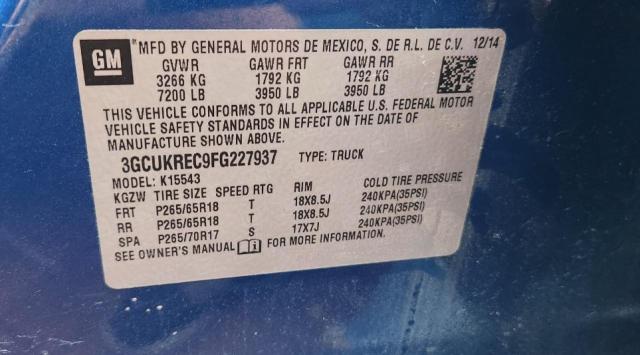 GM
MFD BY GENERAL MOTORS DE MEXICO, S. DE R.L. DE C.V. 12/14
GVWR GAWR FRT GAWR RR
3266 KG 1792 KG 1792 KG
7200 LB 3950 LB 3950 LB
THIS VEHICLE CONFORMS TO ALL APPLICABLE U.S. FEDERAL MOTOR
VEHICLE SAFETY STANDARDS IN EFFECT ON THE DATE OF
MANUFACTURE SHOWN ABOVE.
3GCUKREC9FG227937 TYPE: TRUCK
MODEL: K15543
KGZW TIRE SIZE SPEED RTG RIM COLD TIRE PRESSURE
FRT P265/65R18 T 18X8.5J 240KPA(35PSI)
RR P265/65R18 T 18X8.5J 240KPA(35PSI)
SPA P265/70R17 S 17X7J 240KPA(35PSI)
SEE OWNER'S MANUAL FOR MORE INFORMATION.